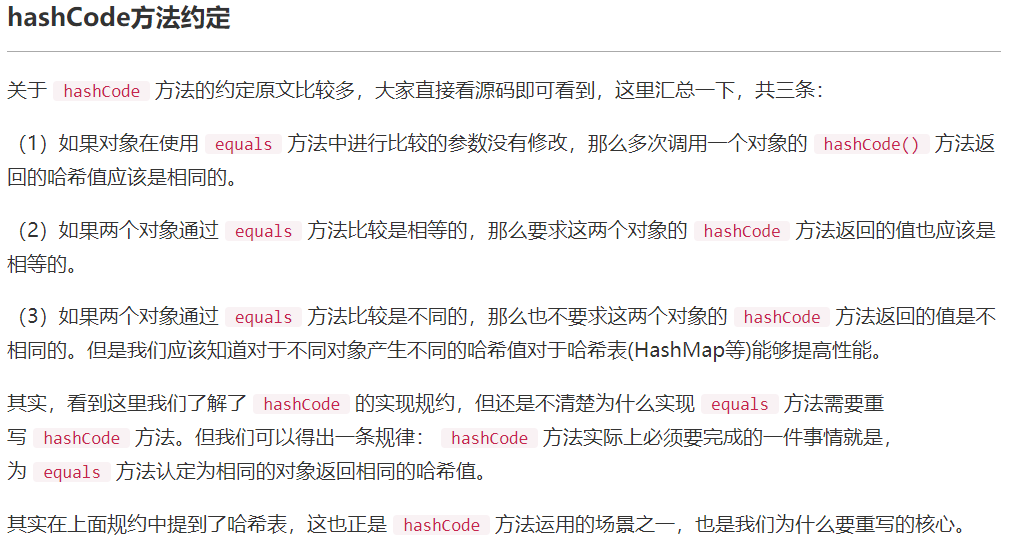 hashCode方法约定
关于 hashCode 方法的约定原文比较多，大家直接看源码即可看到，这里汇总一下，共三条：
（1）如果对象在使用 equals 方法中进行比较的参数没有修改，那么多次调用一个对象的 hashCode() 方法返
回的哈希值应该是相同的。
（2）如果两个对象通过 equals 方法比较是相等的，那么要求这两个对象的 hashCode 方法返回的值也应该是
相等的。
（3）如果两个对象通过 equals 方法比较是不同的，那么也不要求这两个对象的 hashCode 方法返回的值是不
相同的。但是我们应该知道对于不同对象产生不同的哈希值对于哈希表(HashMap等)能够提高性能。
其实，看到这里我们了解了 hashCode 的实现规约，但还是不清楚为什么实现 equals 方法需要重
写 hashCode 方法。但我们可以得出一条规律： hashCode 方法实际上必须要完成的一件事情就是，
为 equals 方法认定为相同的对象返回相同的哈希值。
其实在上面规约中提到了哈希表，这也正是 hashCode 方法运用的场景之一，也是我们为什么要重写的核心。